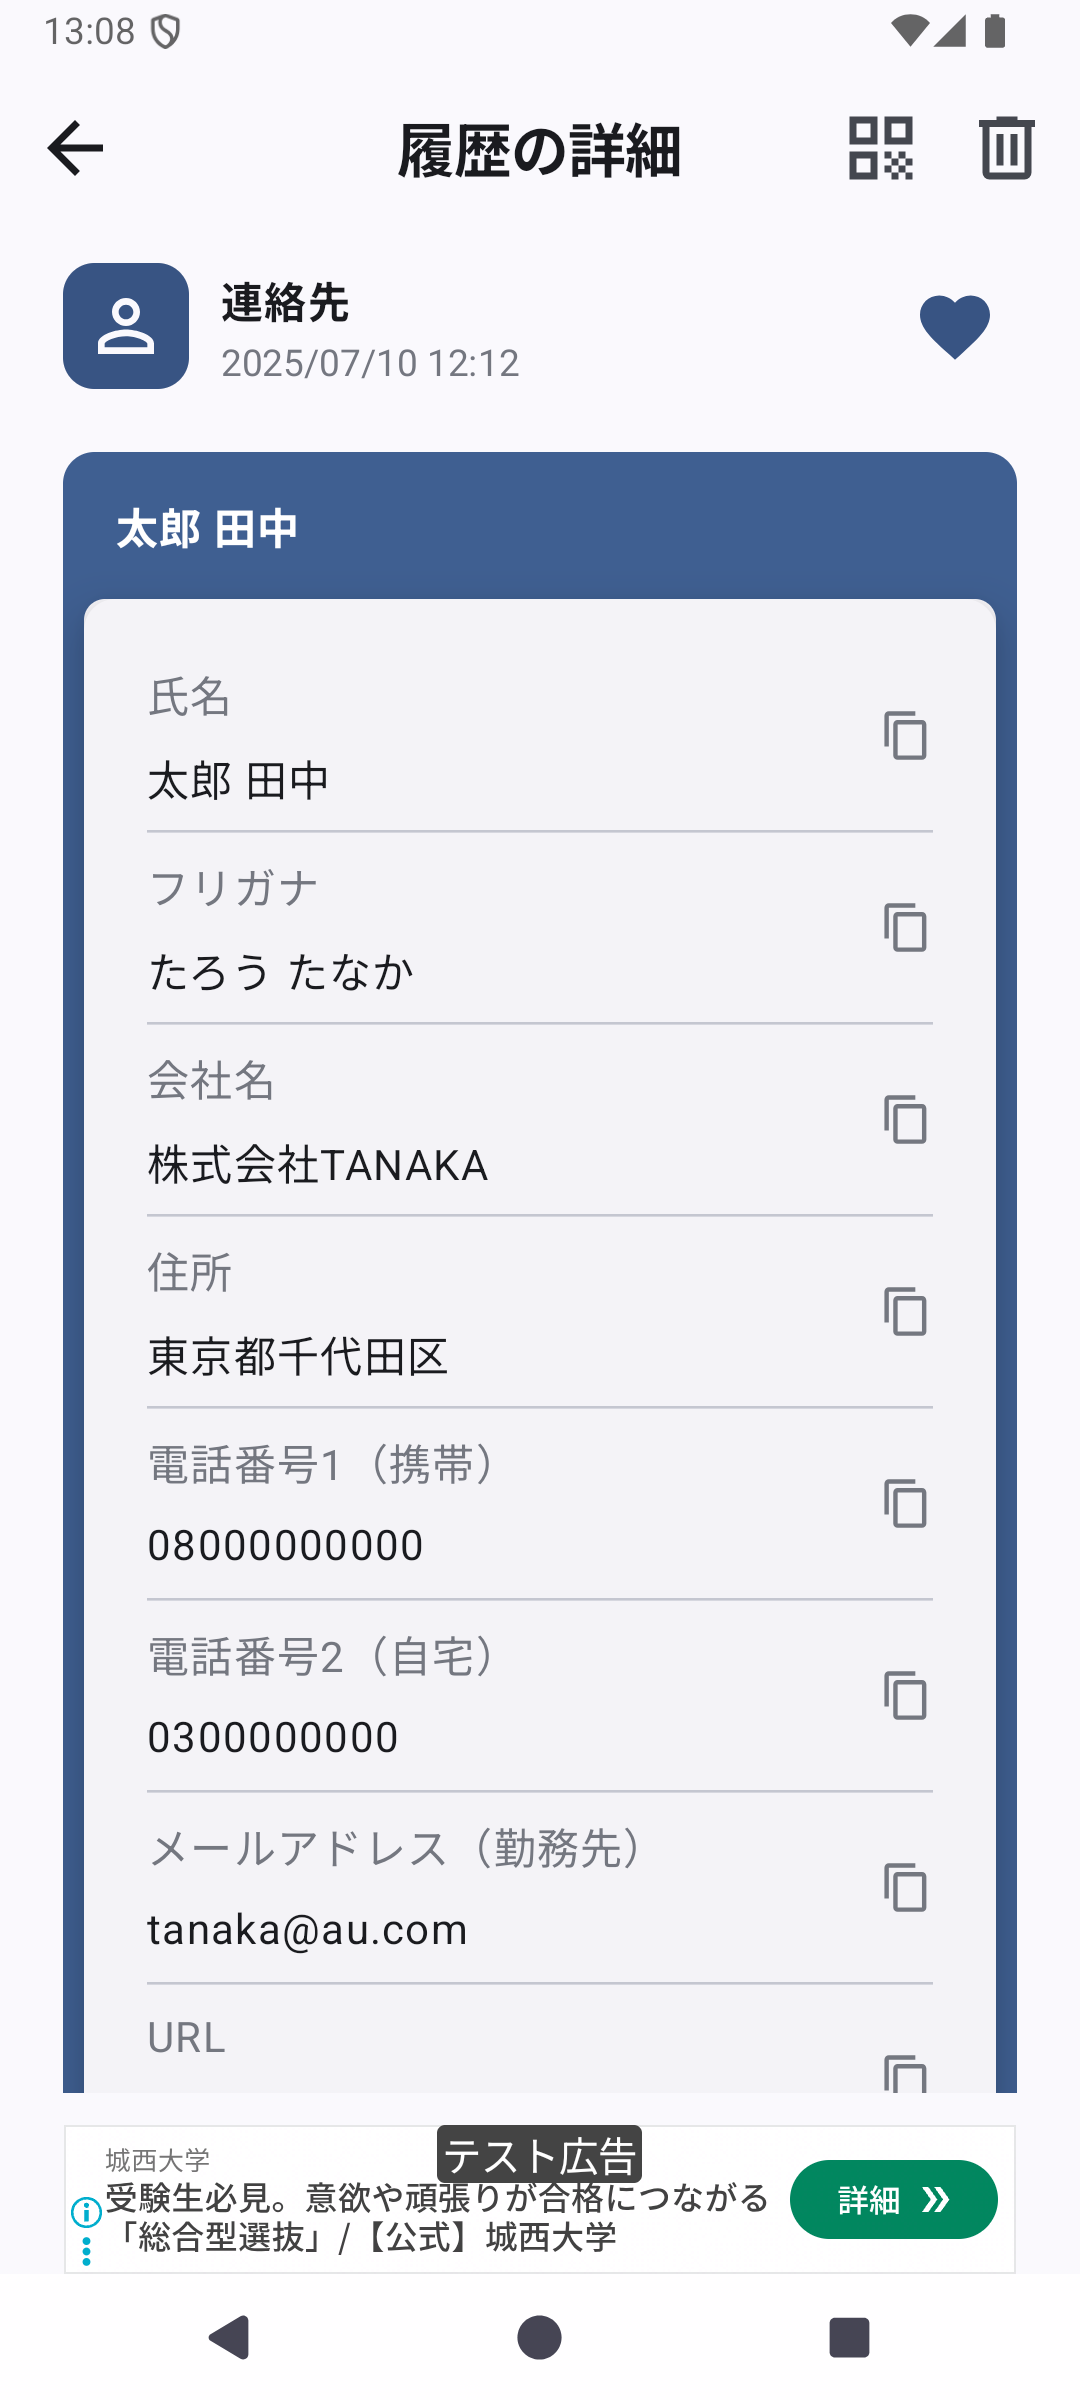 13:08
履歴の詳細
連絡先
2025/07/10 12:12
太郎 田中
氏名
太郎 田中
フリガナ
たろう たなか
会社名
株式会社TANAKA
住所
東京都千代田区
電話番号1（携帯）
08000000000
電話番号2（自宅）
0300000000
メールアドレス（勤務先）
tanaka@au.com
URL
テスト広告
城西大学
受験生必見。意欲や頑張りが合格につながる
「総合型選抜」/【公式】城西大学
詳細